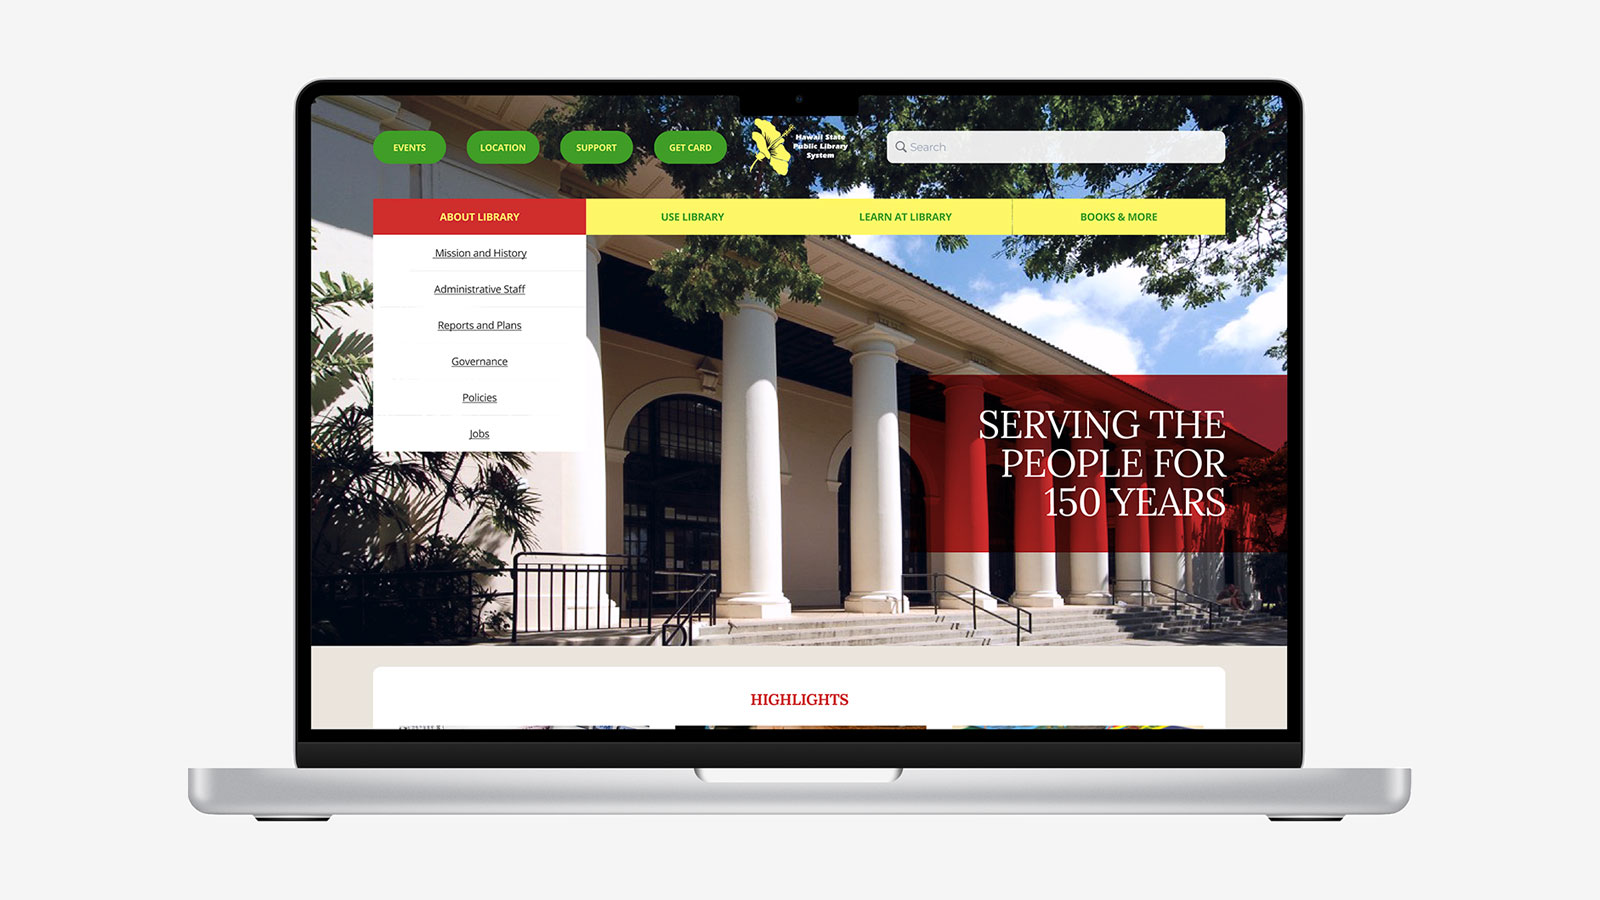 EVENTS
LOCATION
SUPPORT
GET CARD
Hawaii State
Public Library
System
Search
ABOUT LIBRARY
USE LIBRARY
LEARN AT LIBRARY
BOOKS & MORE
Mission and History
Administrative Staff
Reports and Plans
Governance
Policies
Jobs
SERVING THE
PEOPLE FOR
150 YEARS
HIGHLIGHTS